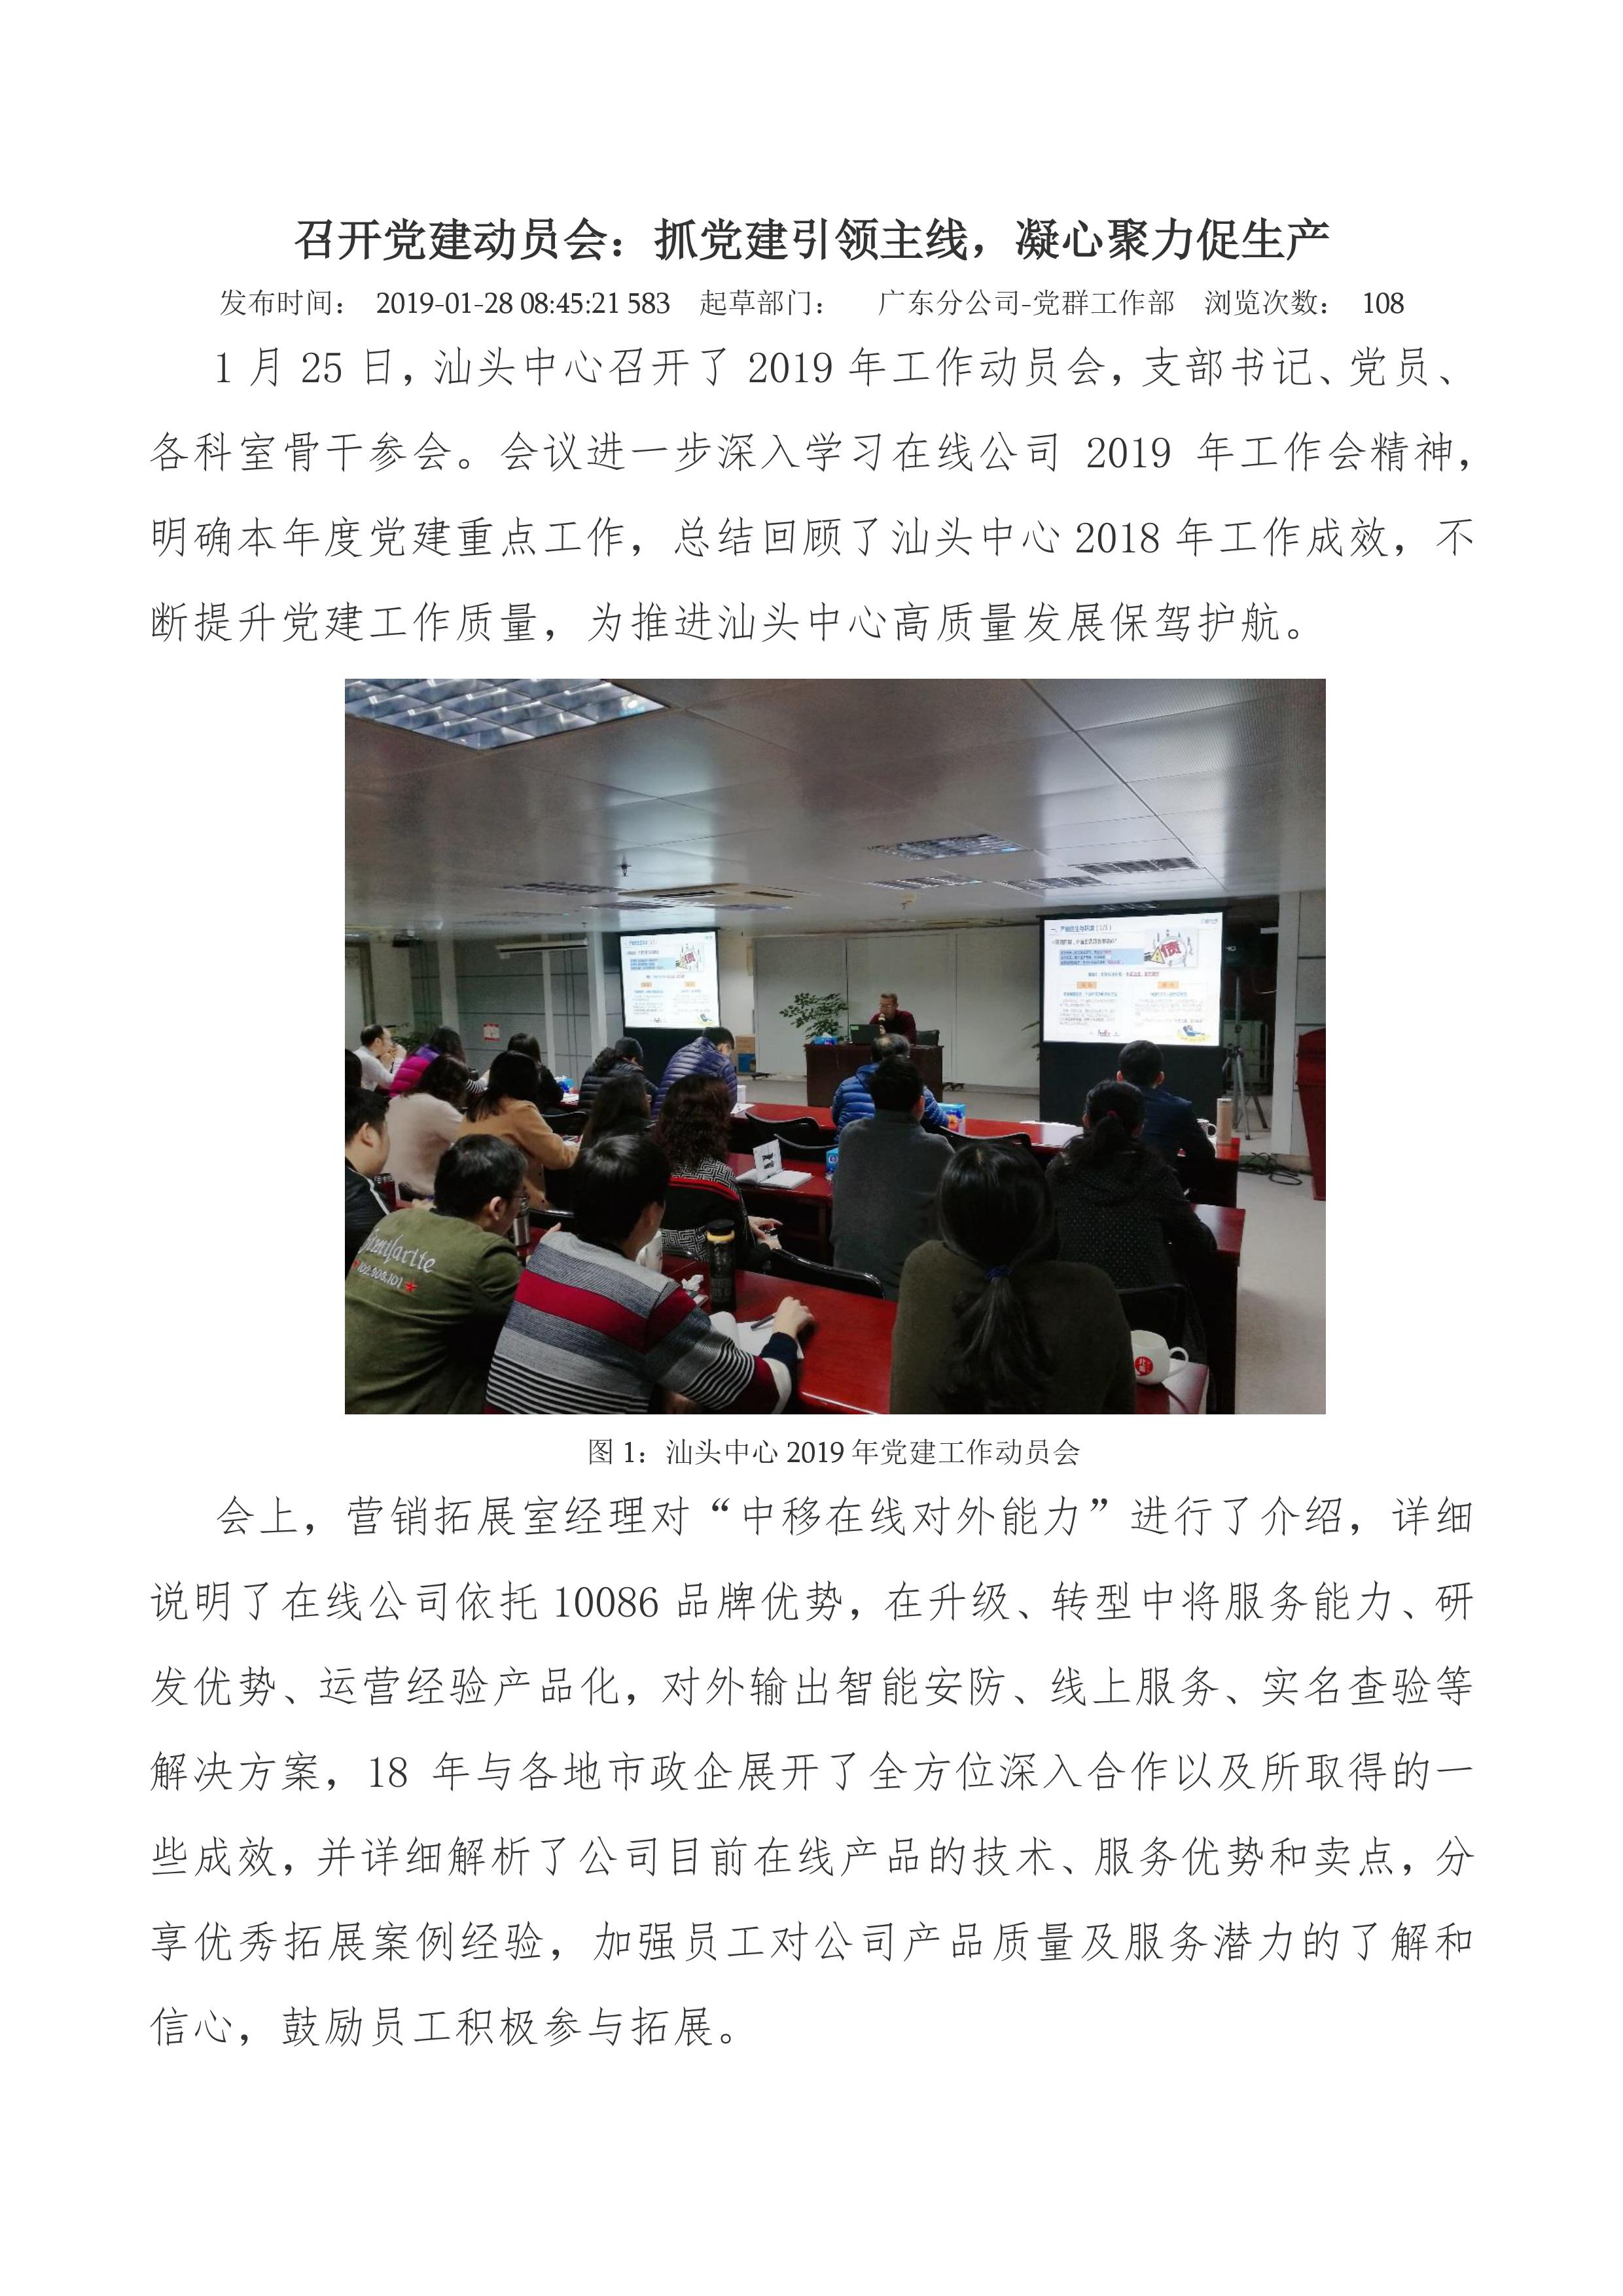 召开党建动员会：抓党建引领主线，凝心聚力促生产
发布时间： 2019-01-28 08:45:21 583 起草部门： 广东分公司-党群工作部 浏览次数： 108
1 月 25 日，汕头中心召开了 2019 年工作动员会，支部书记、党员、
各科室骨干参会。会议进一步深入学习在线公司 2019 年工作会精神，
明确本年度党建重点工作，总结回顾了汕头中心 2018 年工作成效，不
断提升党建工作质量，为推进汕头中心高质量发展保驾护航。
图 1：汕头中心 2019 年党建工作动员会
会上，营销拓展室经理对“中移在线对外能力”进行了介绍，详细
说明了在线公司依托 10086 品牌优势，在升级、转型中将服务能力、研
发优势、运营经验产品化，对外输出智能安防、线上服务、实名查验等
解决方案，18 年与各地市政企展开了全方位深入合作以及所取得的一
些成效，并详细解析了公司目前在线产品的技术、服务优势和卖点，分
享优秀拓展案例经验，加强员工对公司产品质量及服务潜力的了解和
信心，鼓励员工积极参与拓展。